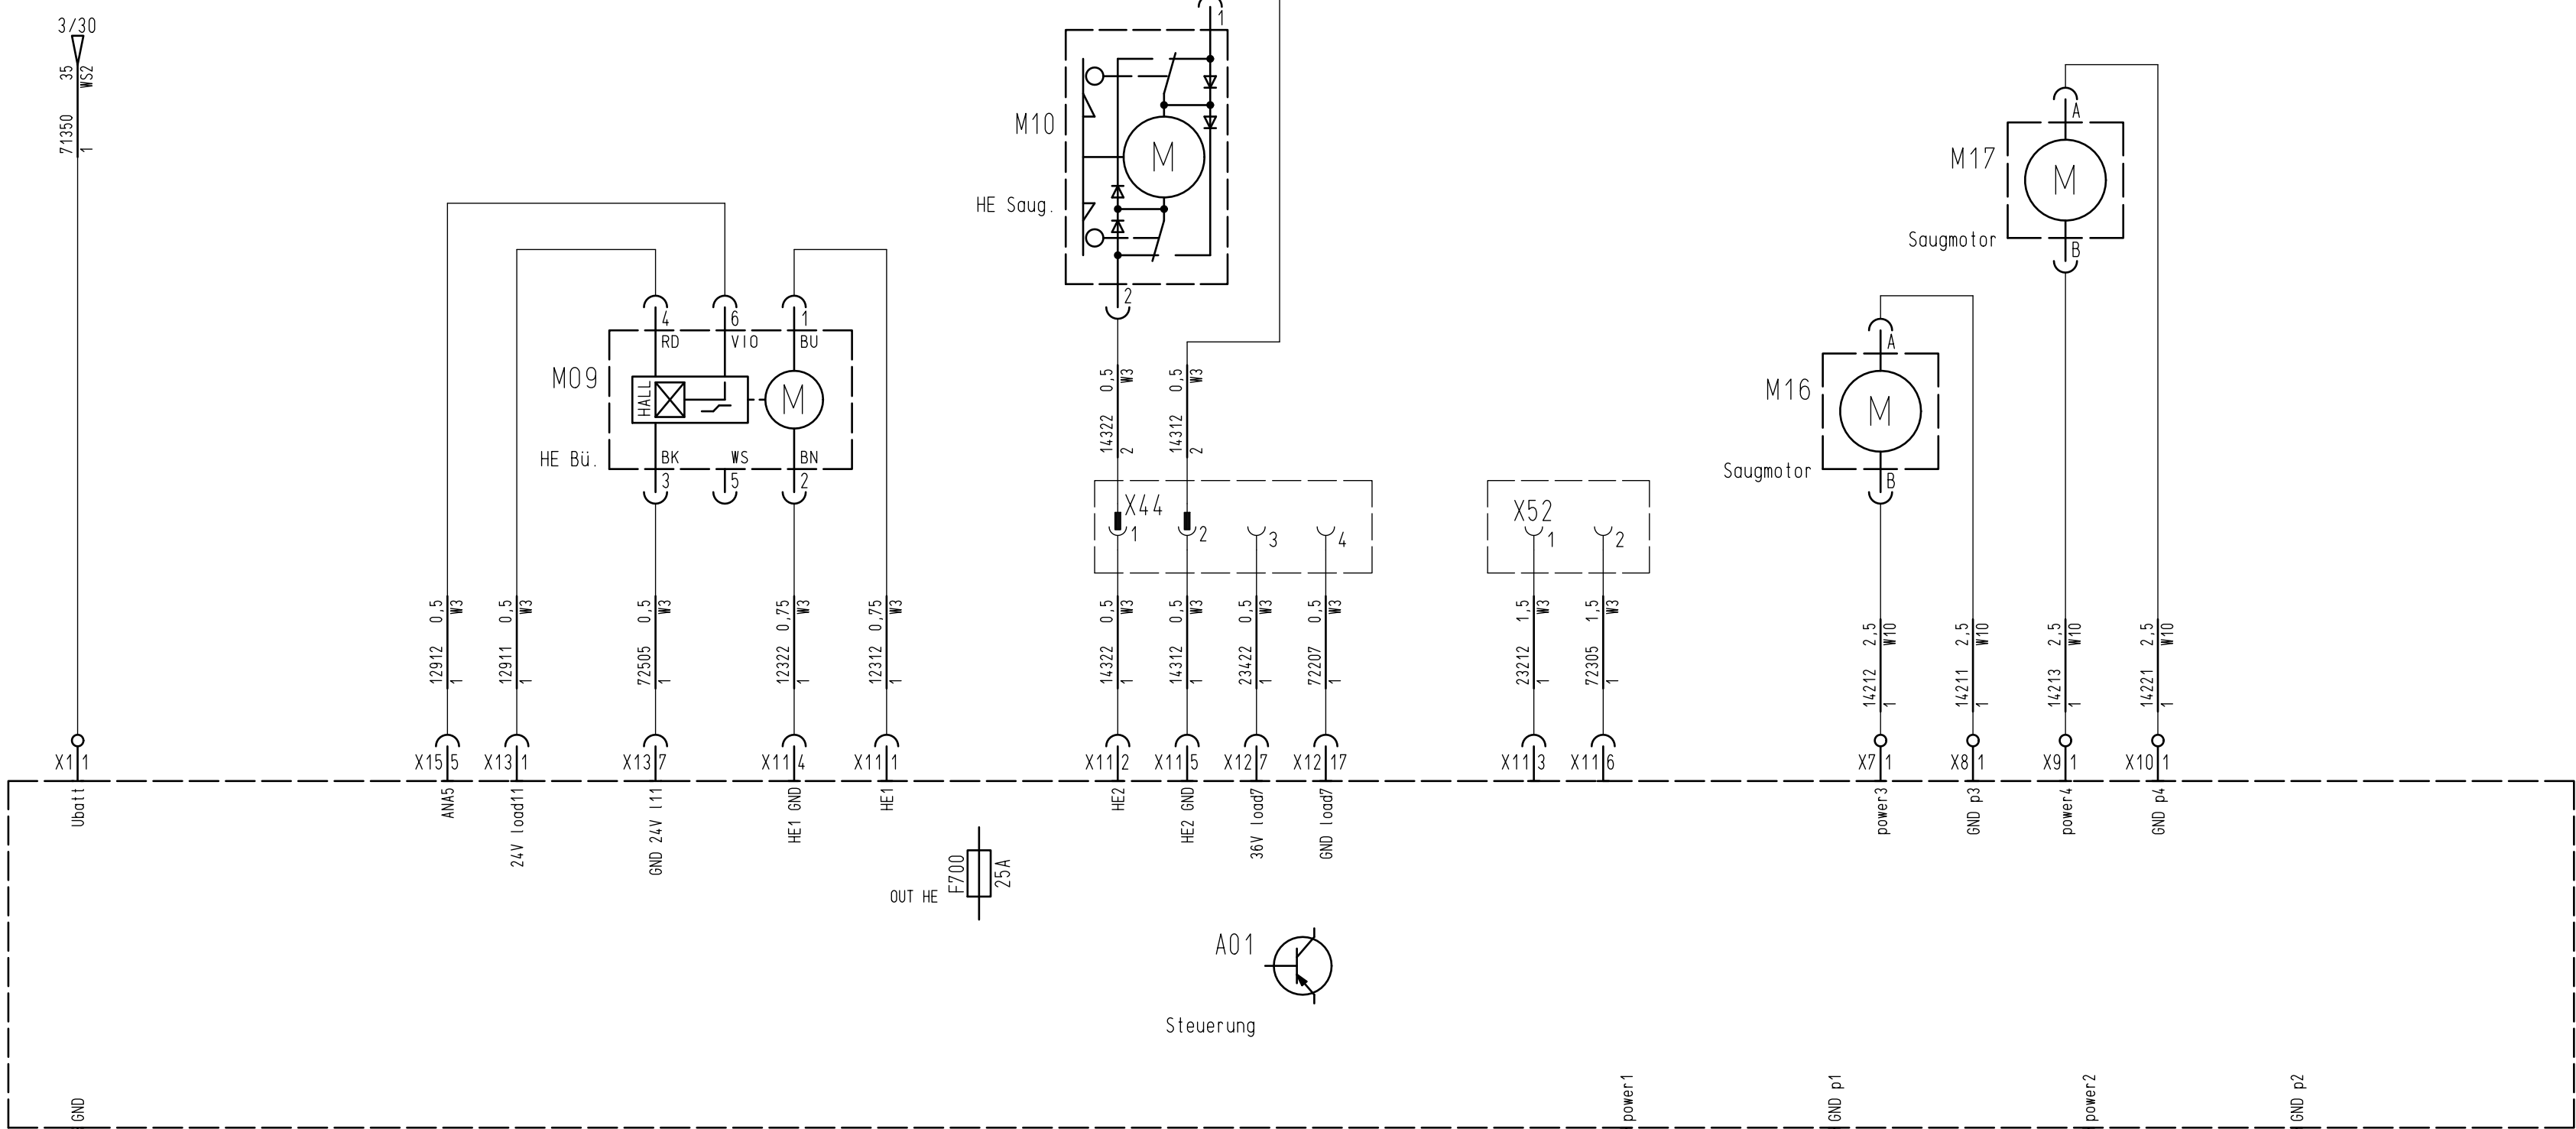 3/30
71350 35
1 WS2
M10
HE Saug.
M
1
2
M17
Saugmotor
M
A
B
M16
Saugmotor
M
A
B
M09
HE Bü.
4 6 1
RD VIO BU
HALL
M
BK WS BN
3 5 2
14322 0,5
2 W3
14312 0,5
2 W3
X44
1 2 3 4
X52
1 2
12912 0,5
1 W3
12911 0,5
1 W3
72505 0,5
1 W3
12322 0,75
1 W3
12312 0,75
1 W3
14322 0,5
1 W3
14312 0,5
1 W3
23422 0,5
1 W3
72207 0,5
1 W3
23212 1,5
1 W3
72305 1,5
1 W3
14212 2,5
1 W10
14211 2,5
1 W10
14213 2,5
1 W10
14221 2,5
1 W10
X1 1
X15 5
X13 1
X13 7
X11 4
X11 1
X11 2
X11 5
X12 7
X12 17
X11 3
X11 6
X7 1
X8 1
X9 1
X10 1
Ubatt
ANA5
24V load11
GND 24V l11
HE1 GND
HE1
HE2
HE2 GND
36V load7
GND load7
power3
GND p3
power4
GND p4
OUT HE
F700
25A
A01
Steuerung
GND
power1
GND p1
power2
GND p2